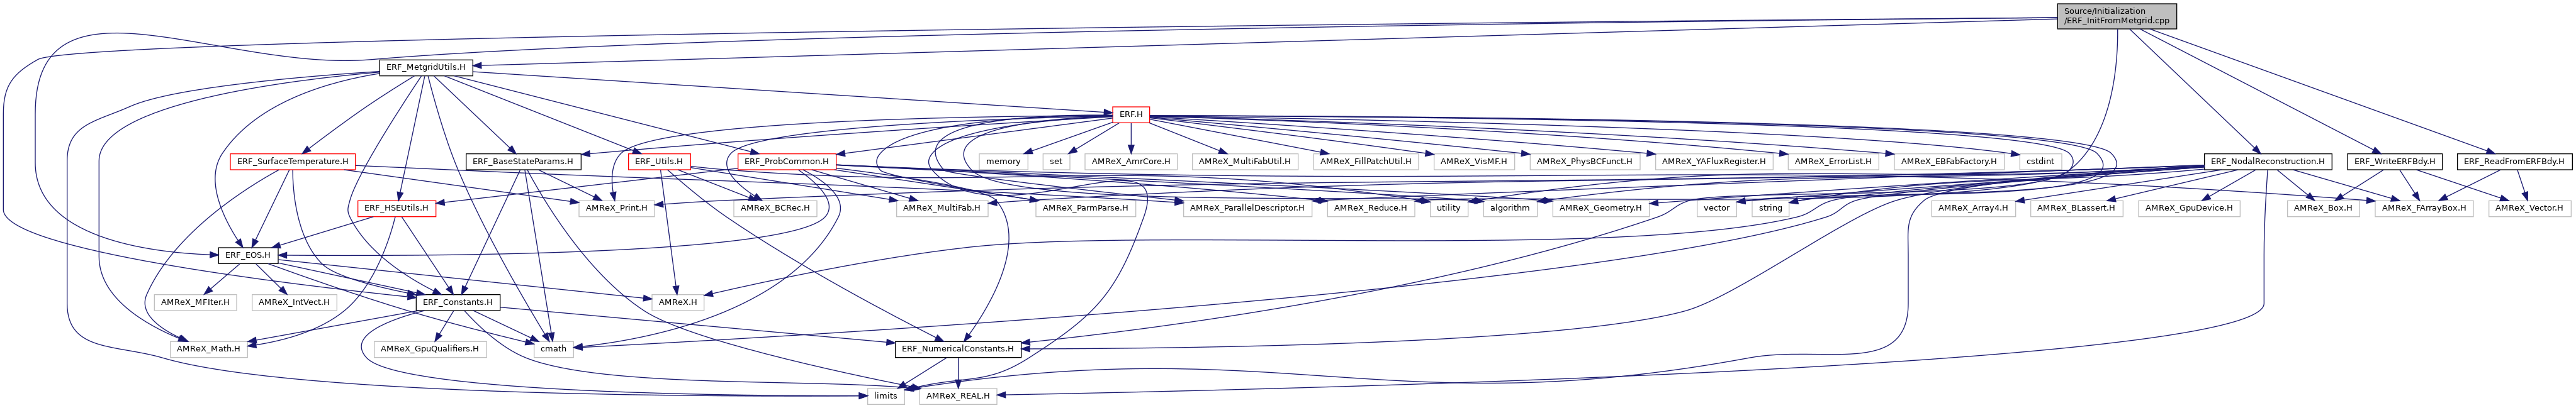 Source/Initialization
/ERF_InitFromMetgrid.cpp
ERF_MetgridUtils.H
ERF.H
ERF_SurfaceTemperature.H
ERF_BaseStateParams.H
ERF_Utils.H
ERF_ProbCommon.H
memory
set
AMReX_AmrCore.H
AMReX_MultiFabUtil.H
AMReX_FillPatchUtil.H
AMReX_VisMF.H
AMReX_PhysBCFunct.H
AMReX_YAFluxRegister.H
AMReX_ErrorList.H
AMReX_EBFabFactory.H
cstdint
ERF_NodalReconstruction.H
ERF_WriteERFBdy.H
ERF_ReadFromERFBdy.H
ERF_HSEUtils.H
AMReX_Print.H
AMReX_BCRec.H
AMReX_MultiFab.H
AMReX_ParmParse.H
AMReX_ParallelDescriptor.H
AMReX_Reduce.H
utility
algorithm
AMReX_Geometry.H
vector
string
AMReX_Array4.H
AMReX_BLassert.H
AMReX_GpuDevice.H
AMReX_Box.H
AMReX_FArrayBox.H
AMReX_Vector.H
ERF_EOS.H
AMReX_MFIter.H
AMReX_IntVect.H
ERF_Constants.H
AMReX.H
AMReX_Math.H
AMReX_GpuQualifiers.H
cmath
ERF_NumericalConstants.H
limits
AMReX_REAL.H